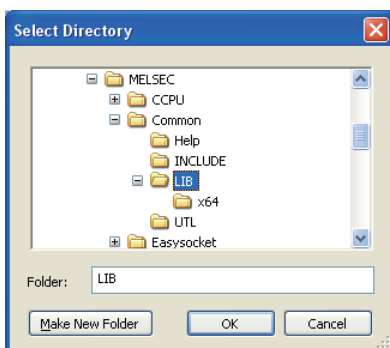 Select Directory
MELSEC
CCPU
Common
Help
INCLUDE
LIB
x64
UTL
Easysocket
Folder: LIB
Make New Folder OK Cancel